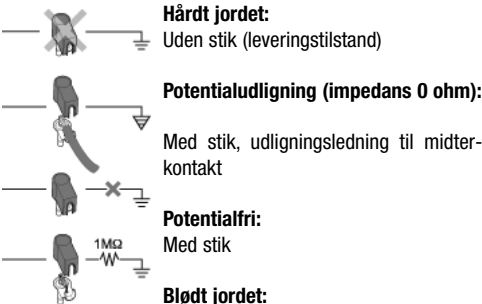 Hårdt jordet:
Uden stik (leveringstilstand)
Potentialudligning (impedans 0 ohm):
Med stik, udligningsledning til midter-
kontakt
Potentialfri:
Med stik
1MΩ
Blødt jordet: